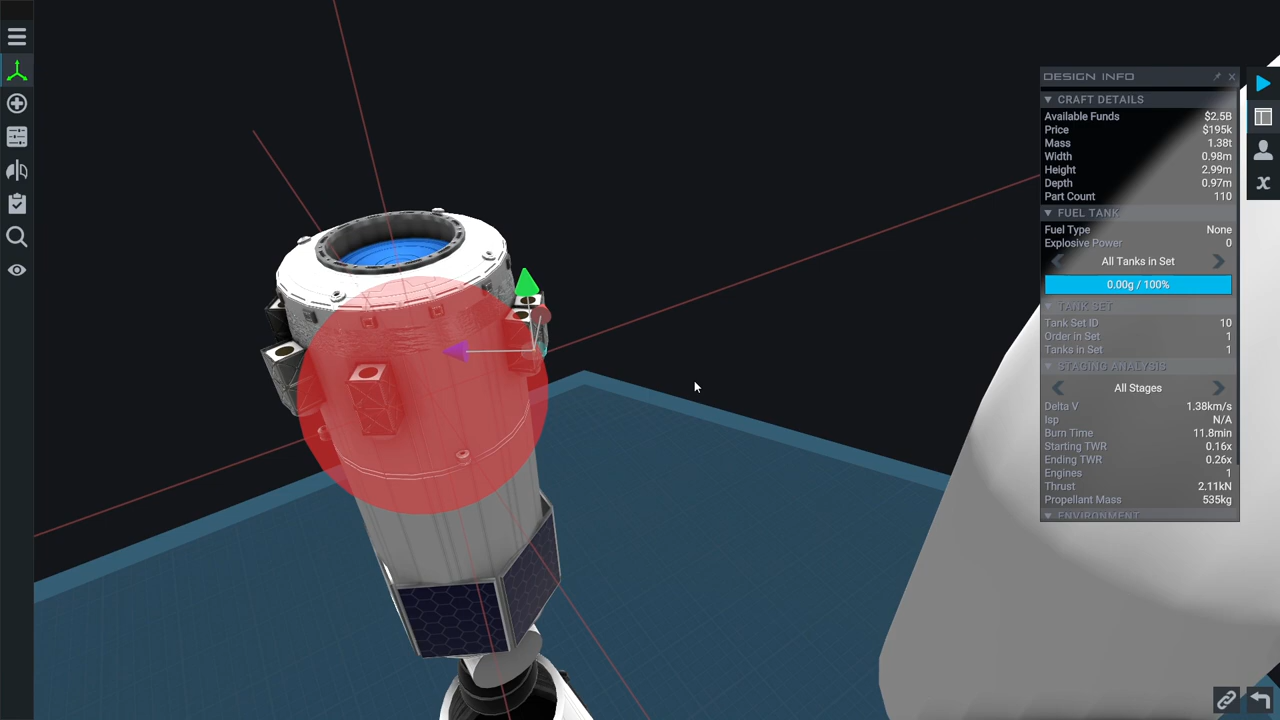 DESIGN INFO
CRAFT DETAILS
Available Funds $2.5B
Price $195k
Mass 1.38t
Width 0.98m
Height 2.99m
Depth 0.97m
Part Count 110
FUEL TANK
Fuel Type None
Explosive Power 0
All Tanks in Set
0.00g / 100%
TANK SET
Tank Set ID 10
Order in Set 1
Tanks in Set 1
STAGING ANALYSIS
All Stages
Delta V 1.38km/s
Isp N/A
Burn Time 11.8min
Starting TWR 0.16x
Ending TWR 0.26x
Engines 1
Thrust 2.11kN
Propellant Mass 535kg
ENVIRONMENT